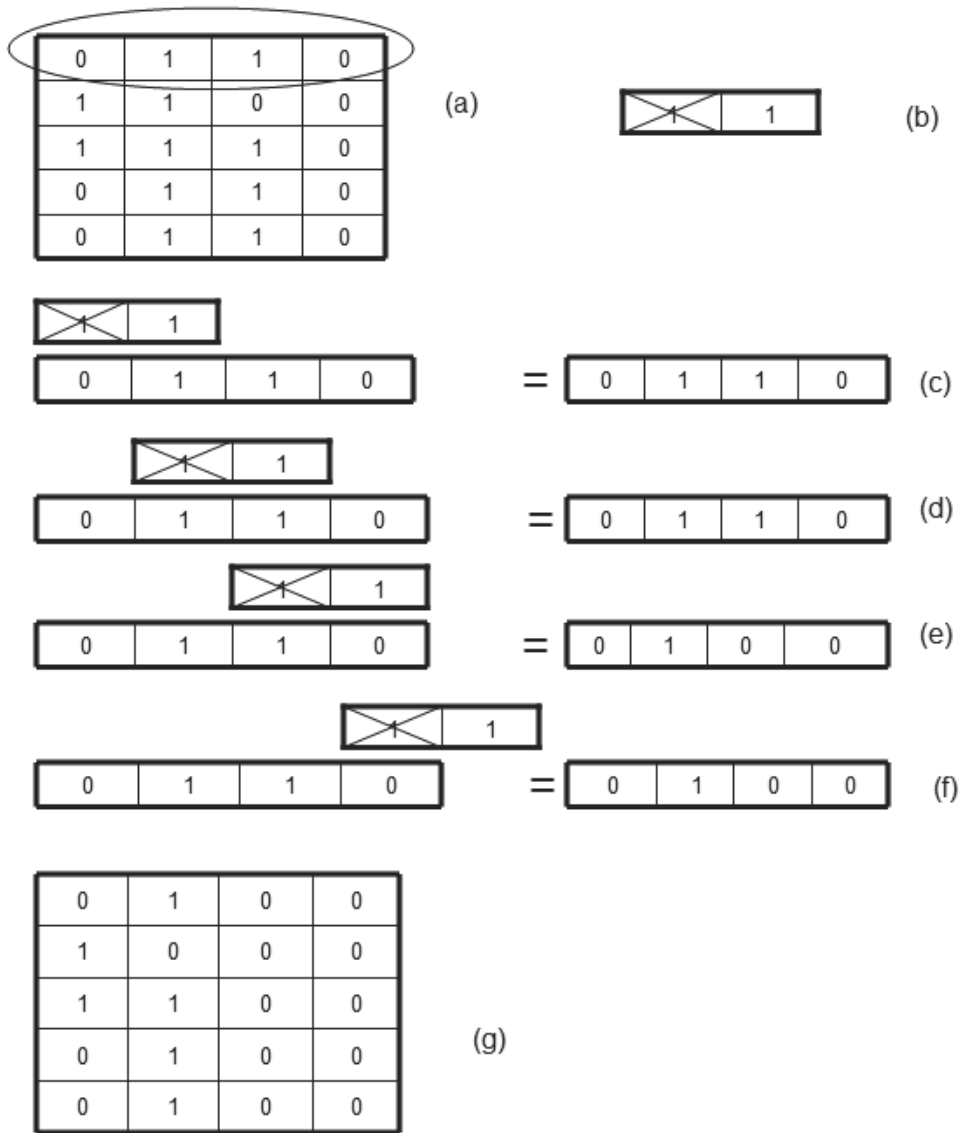 0 1 1 0
1 1 0 0
1 1 1 0
0 1 1 0
0 1 1 0
(a)
1 1
(b)
1 1
0 1 1 0 = 0 1 1 0 (c)
1 1
0 1 1 0 = 0 1 1 0 (d)
1 1
0 1 1 0 = 0 1 0 0 (e)
1 1
0 1 1 0 = 0 1 0 0 (f)
0 1 0 0
1 0 0 0
1 1 0 0
0 1 0 0
0 1 0 0
(g)